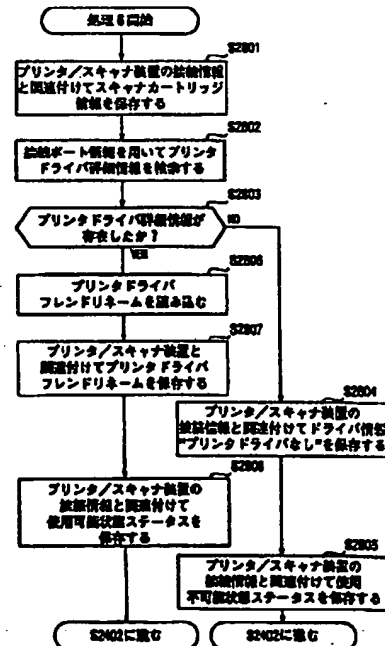 処理6開始
S2801
プリンタ/スキャナ装置の接続情報
と関連付けてスキャナカートリッジ
情報を保存する
S2802
接続ポート情報を用いてプリンタ
ドライバ詳細情報を検索する
S2803
プリンタドライバ詳細情報が
存在したか?
NO
YES
S2806
プリンタドライバ
フレンドリネームを読み込む
S2807
プリンタ/スキャナ装置と
関連付けてプリンタドライバ
フレンドリネームを保存する
S2804
プリンタ/スキャナ装置の
接続情報と関連付けてドライバ情報
"プリンタドライバなし"を保存する
S2808
プリンタ/スキャナ装置の
接続情報と関連付けて
使用可能状態ステータスを
保存する
S2805
プリンタ/スキャナ装置の
接続情報と関連付けて使用
不可能状態ステータスを保存する
S2402に進む
S2402に進む